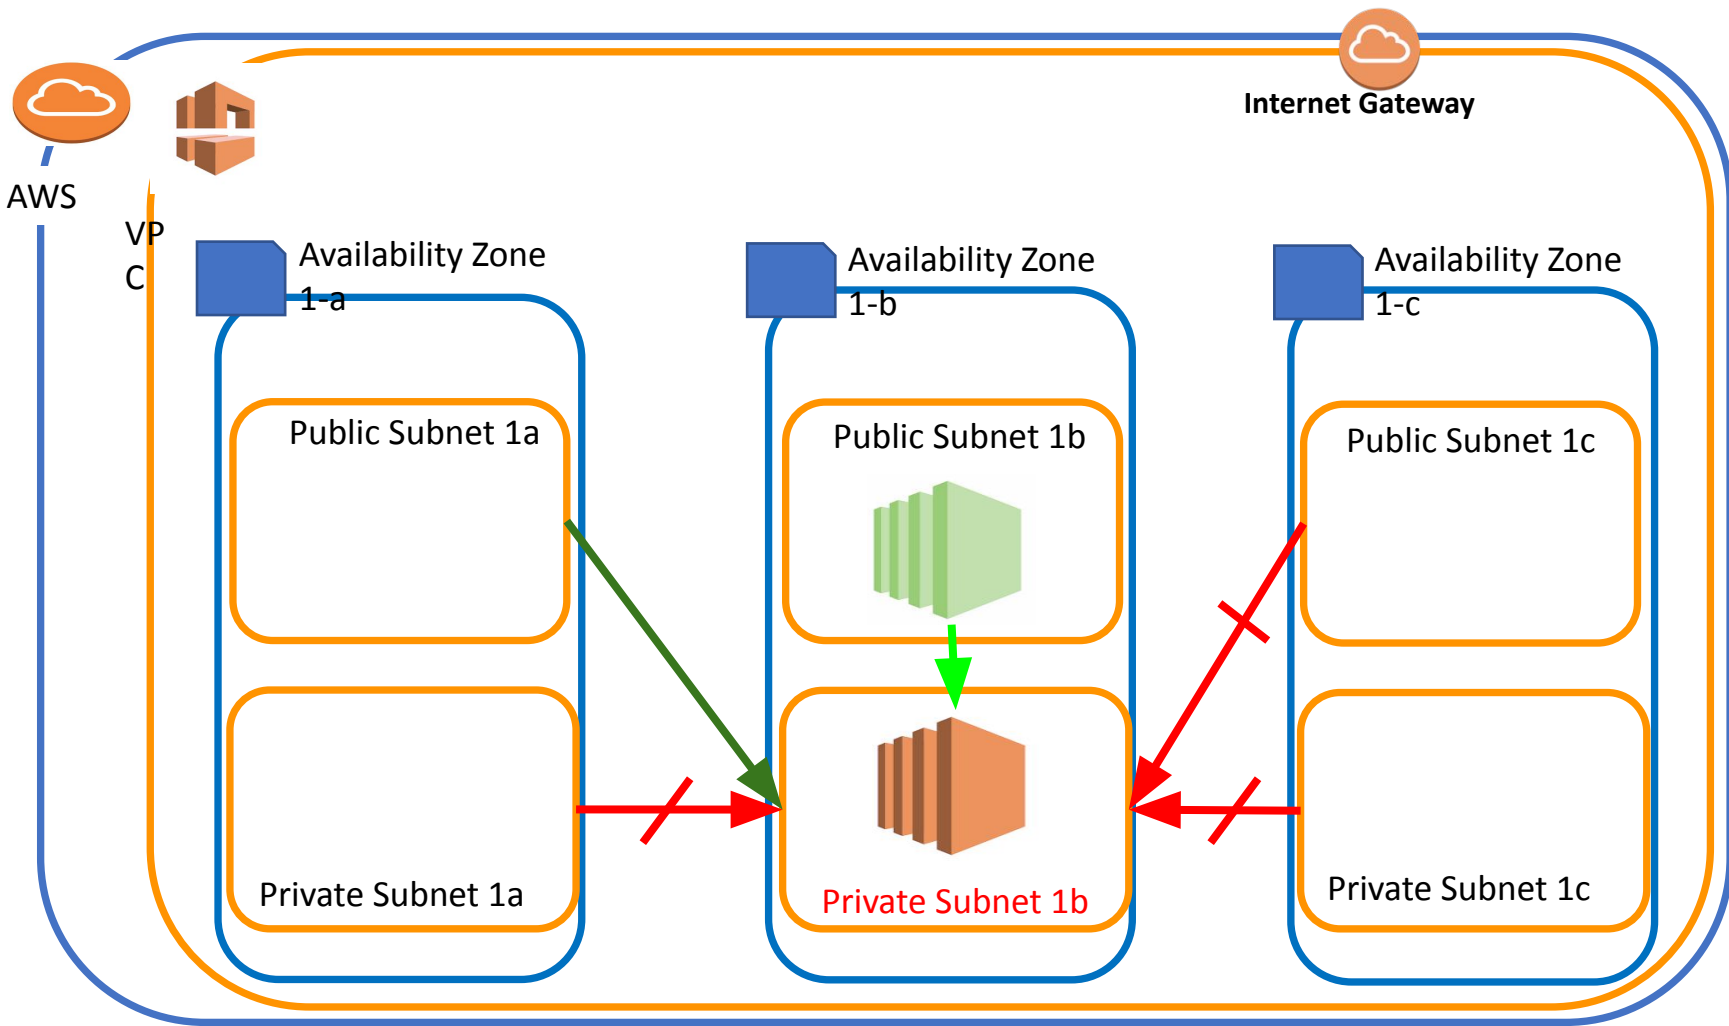 Internet Gateway
AWS
VP
C
Availability Zone
1-a
Availability Zone
1-b
Availability Zone
1-c
Public Subnet 1a
Public Subnet 1b
Public Subnet 1c
Private Subnet 1a
Private Subnet 1b
Private Subnet 1c